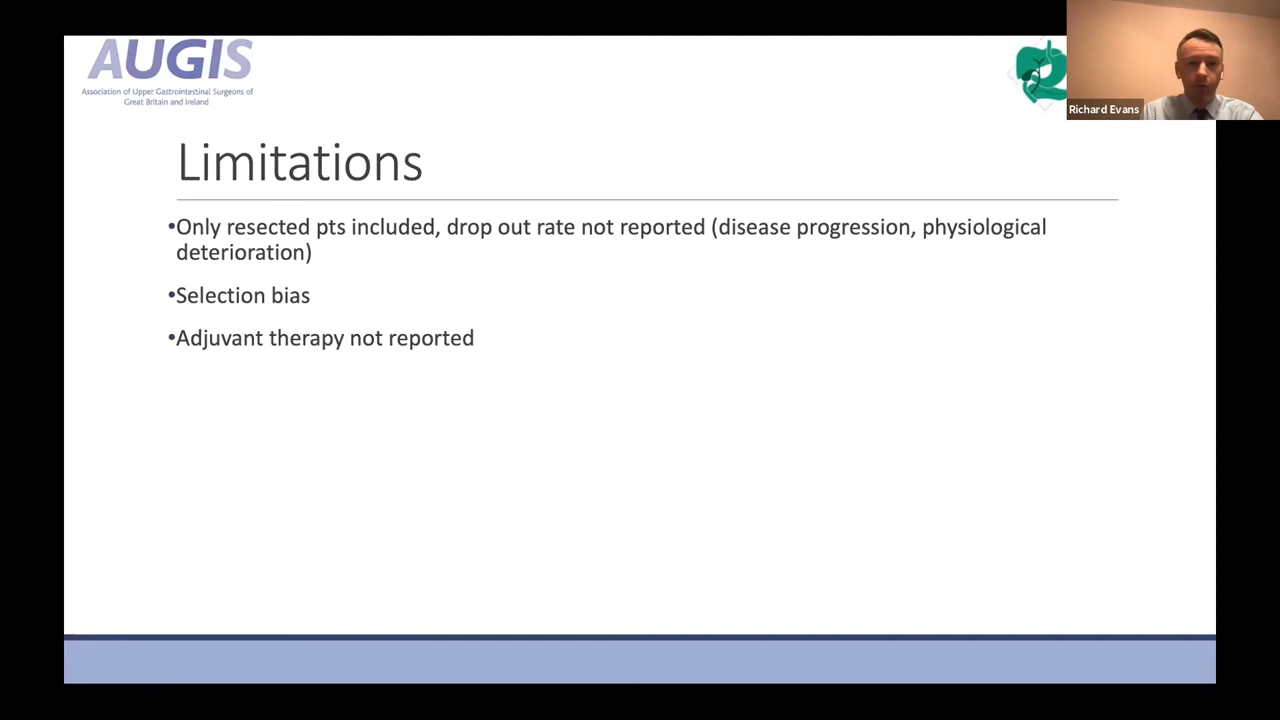 AUGIS
Association of Upper Gastrointestinal Surgeons of
Great Britain and Ireland
Richard Evans
Limitations
•Only resected pts included, drop out rate not reported (disease progression, physiological
deterioration)
•Selection bias
•Adjuvant therapy not reported